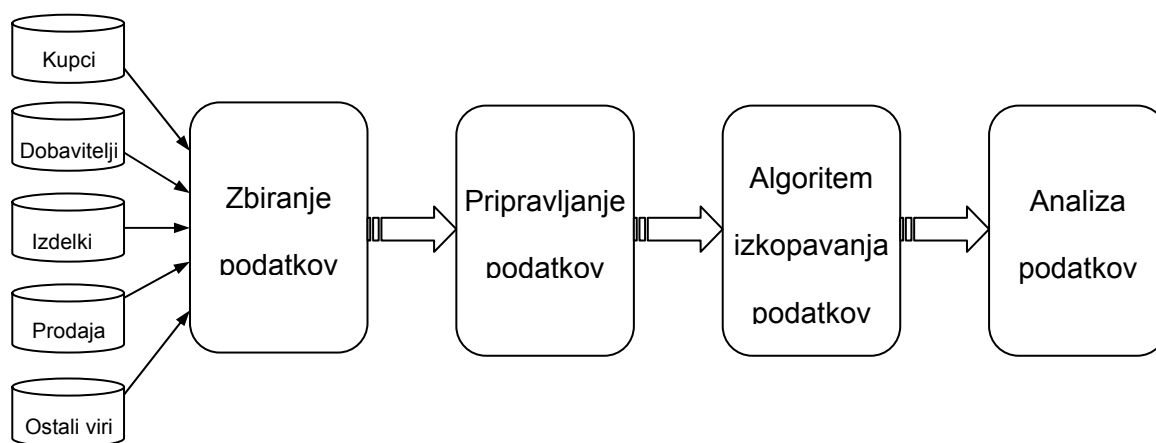 Kupci
Dobavitelji
Izdelki
Prodaja
Ostali viri
Zbiranje
podatkov
Pripravljanje
podatkov
Algoritem
izkopavanja
podatkov
Analiza
podatkov